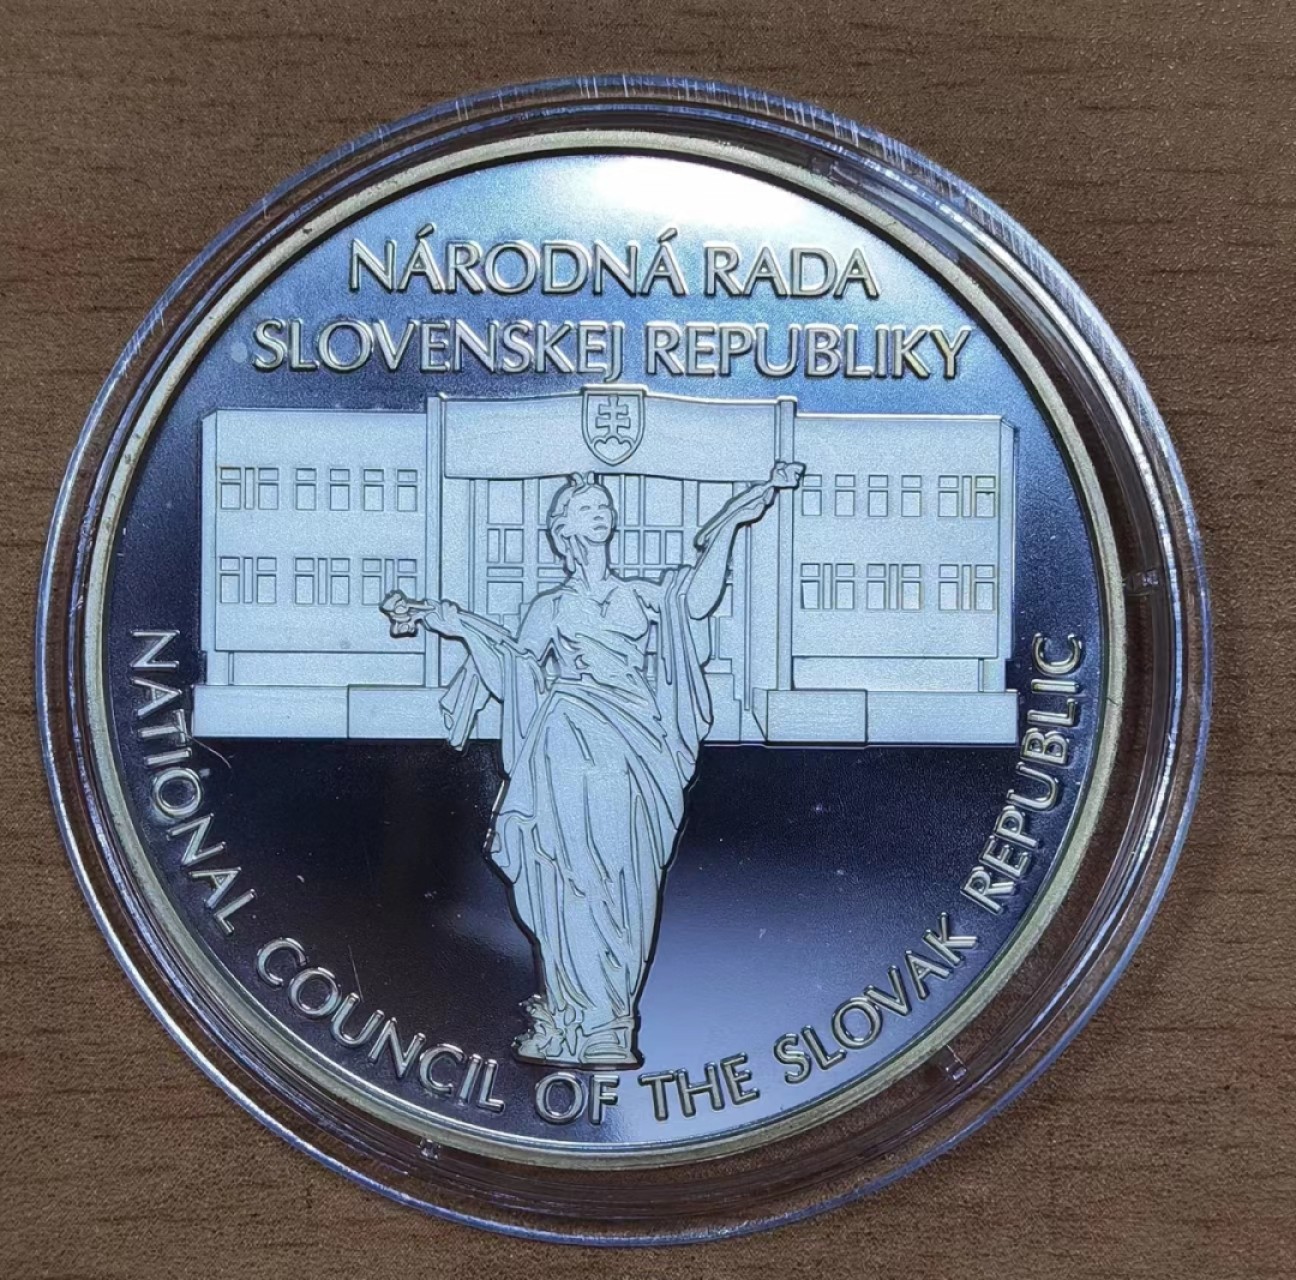 NÁRODNÁ RADA
SLOVENSKEJ REPUBLIKY
NATIONAL COUNCIL OF THE SLOVAK REPUBLIC